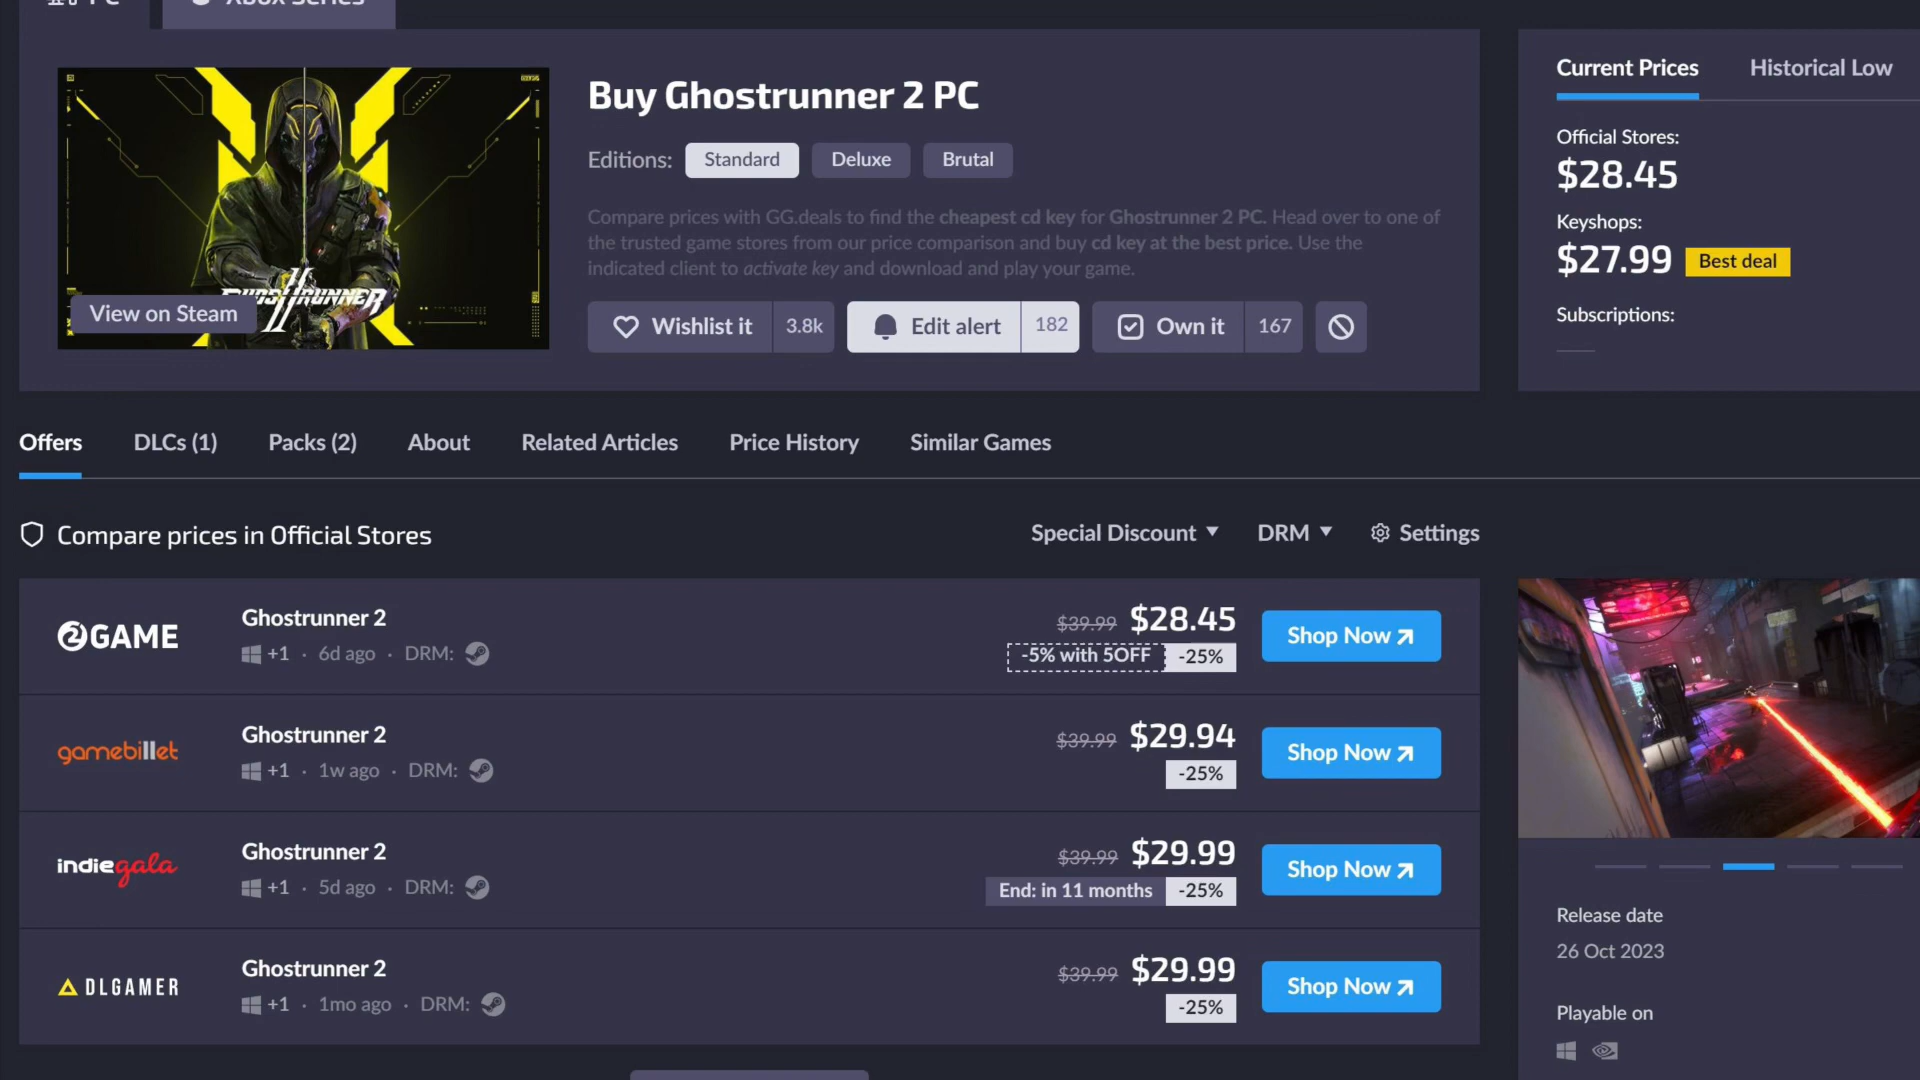 PC
Xbox Series
Buy Ghostrunner 2 PC
Editions: Standard Deluxe Brutal
Compare prices with GG.deals to find the cheapest cd key for Ghostrunner 2 PC. Head over to one of
the trusted game stores from our price comparison and buy cd key at the best price. Use the
indicated client to activate key and download and play your game.
GHOSTRUNNER II
View on Steam
Wishlist it 3.8k Edit alert 182 Own it 167
Current Prices Historical Low
Official Stores:
$28.45
Keyshops:
$27.99 Best deal
Subscriptions:
Offers DLCs (1) Packs (2) About Related Articles Price History Similar Games
Compare prices in Official Stores
Special Discount DRM Settings
2GAME
Ghostrunner 2
+1 · 6d ago · DRM:
$39.99 $28.45
-5% with 5OFF -25%
Shop Now
gamebillet
Ghostrunner 2
+1 · 1w ago · DRM:
$39.99 $29.94
-25%
Shop Now
indiegala
Ghostrunner 2
+1 · 5d ago · DRM:
$39.99 $29.99
End: in 11 months -25%
Shop Now
DLGAMER
Ghostrunner 2
+1 · 1mo ago · DRM:
$39.99 $29.99
-25%
Shop Now
Release date
26 Oct 2023
Playable on